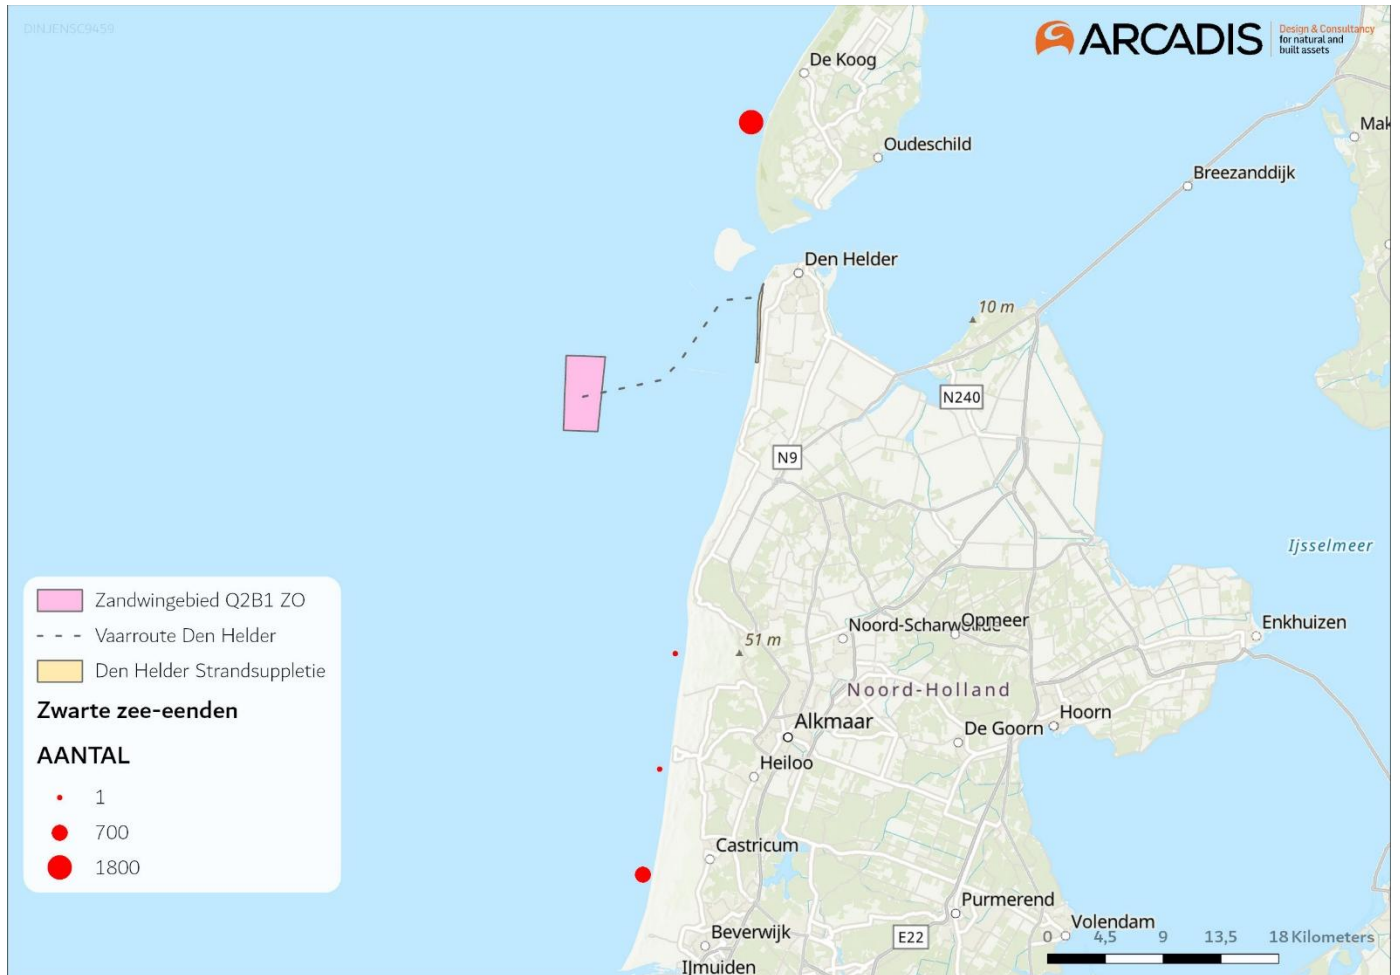 DINJENSC9459
ARCADIS
Design & Consultancy
for natural and
built assets
De Koog
Mak
Oudeschild
Breezanddijk
Den Helder
10 m
N240
N9
IJsselmeer
Zandwingebied Q2B1 ZO
Vaarroute Den Helder
Den Helder Strandsuppletie
Zwarte zee-eenden
AANTAL
1
700
1800
Enkhuizen
Opmeer
51 m
Noord-Holland
Hoorn
Alkmaar
De Goorn
Heiloo
Castricum
Purmerend
Volendam
Beverwijk
E22
0 4,5 9 13,5 18 Kilometers
IJmuiden